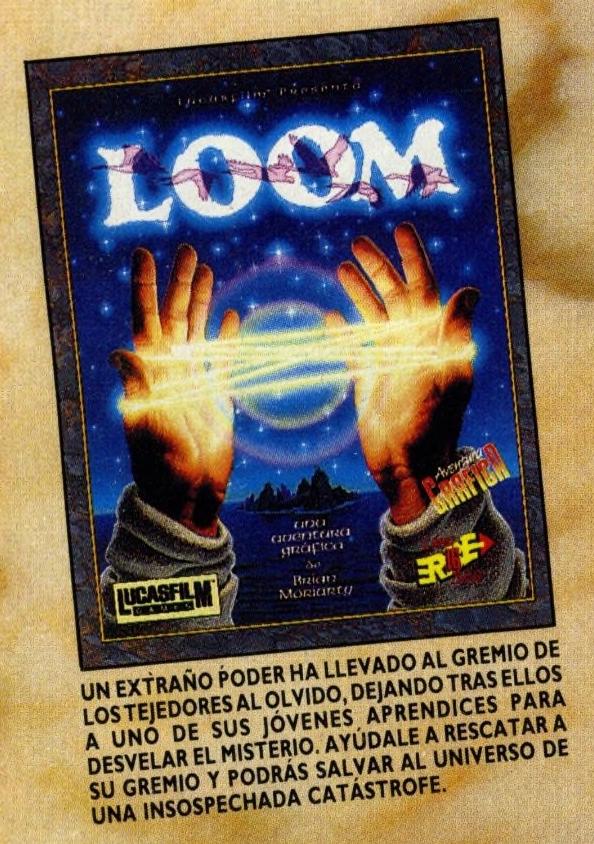 Lucasfilm™ Presenta
LOOM
Aventura
GRÁFICA
una
aventura
gráfica
de
Brian
Moriarty
ERBE
LUCASFILM
UN EXTRAÑO PODER HA LLEVADO AL GREMIO DE
LOS TEJEDORES AL OLVIDO, DEJANDO TRAS ELLOS
A UNO DE SUS JÓVENES APRENDICES PARA
DESVELAR EL MISTERIO. AYÚDALE A RESCATAR A
SU GREMIO Y PODRÁS SALVAR AL UNIVERSO DE
UNA INSOSPECHADA CATÁSTROFE.